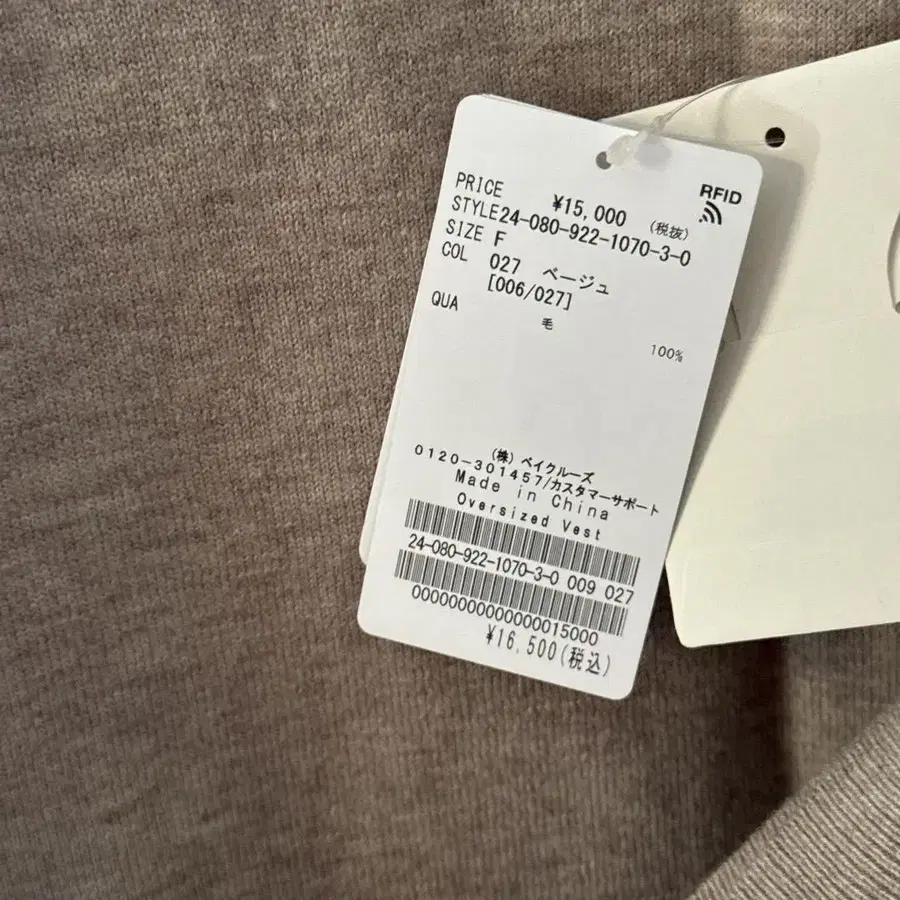 RFID
PRICE ¥15,000 (税抜)
STYLE24-080-922-1070-3-0
SIZE F
COL 027 ベージュ
[006/027]
QUA 毛
100%
(株) ベイクルーズ
0120-301457/カスタマーサポート
Made in China
Oversized Vest
24-080-922-1070-3-0 009 027
0000000000000015000
¥16,500(税込)